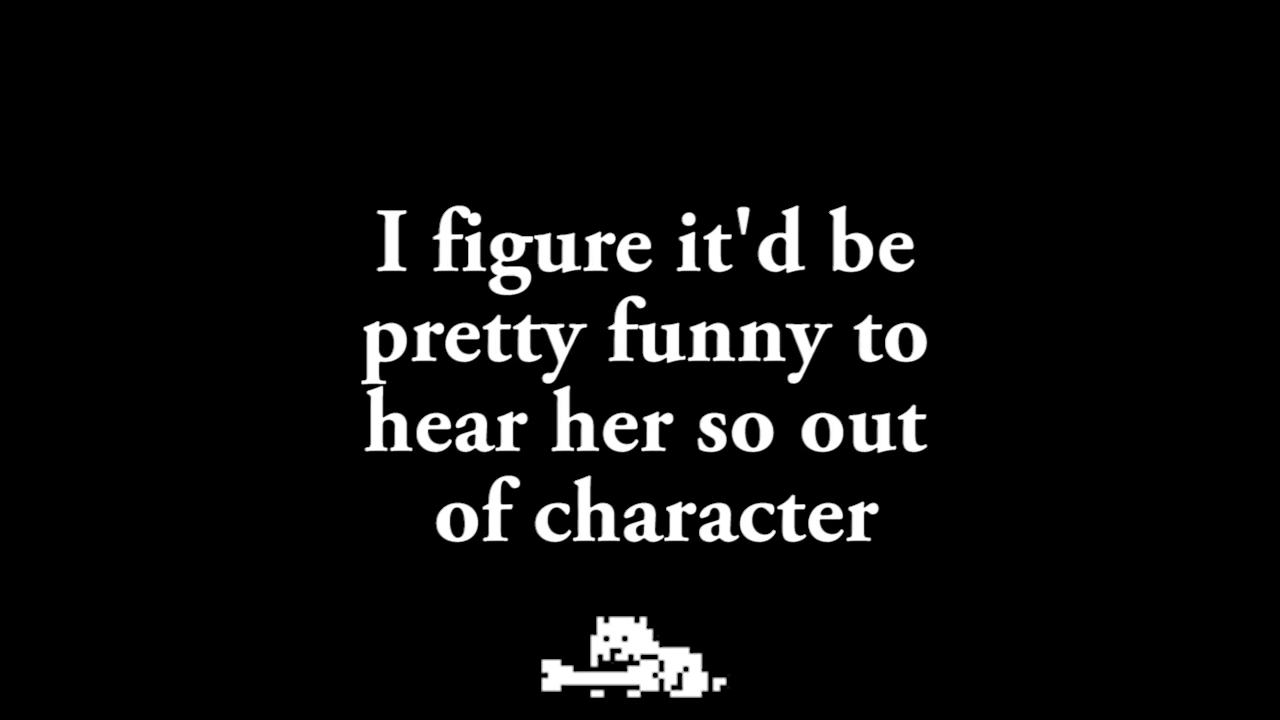 I figure it'd be
pretty funny to
hear her so out
of character